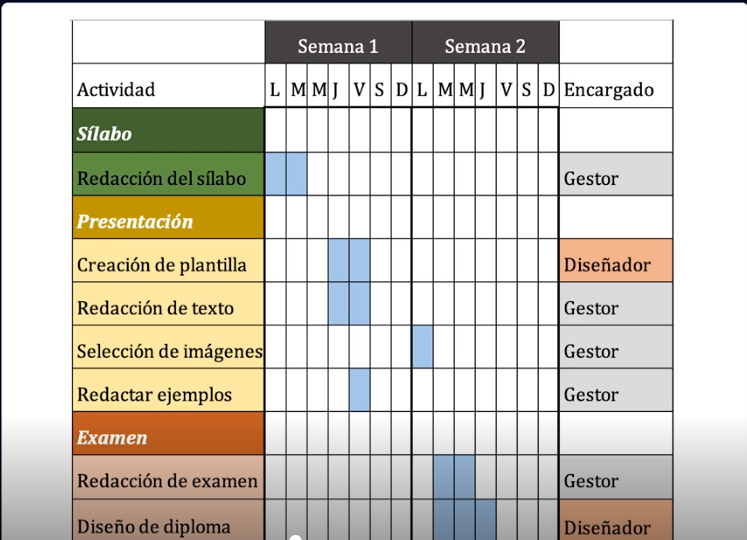 Semana 1 Semana 2
Actividad L M M J V S D L M M J V S D Encargado
Sílabo
Redacción del sílabo Gestor
Presentación
Creación de plantilla Diseñador
Redacción de texto Gestor
Selección de imágenes Gestor
Redactar ejemplos Gestor
Examen
Redacción de examen Gestor
Diseño de diploma Diseñador